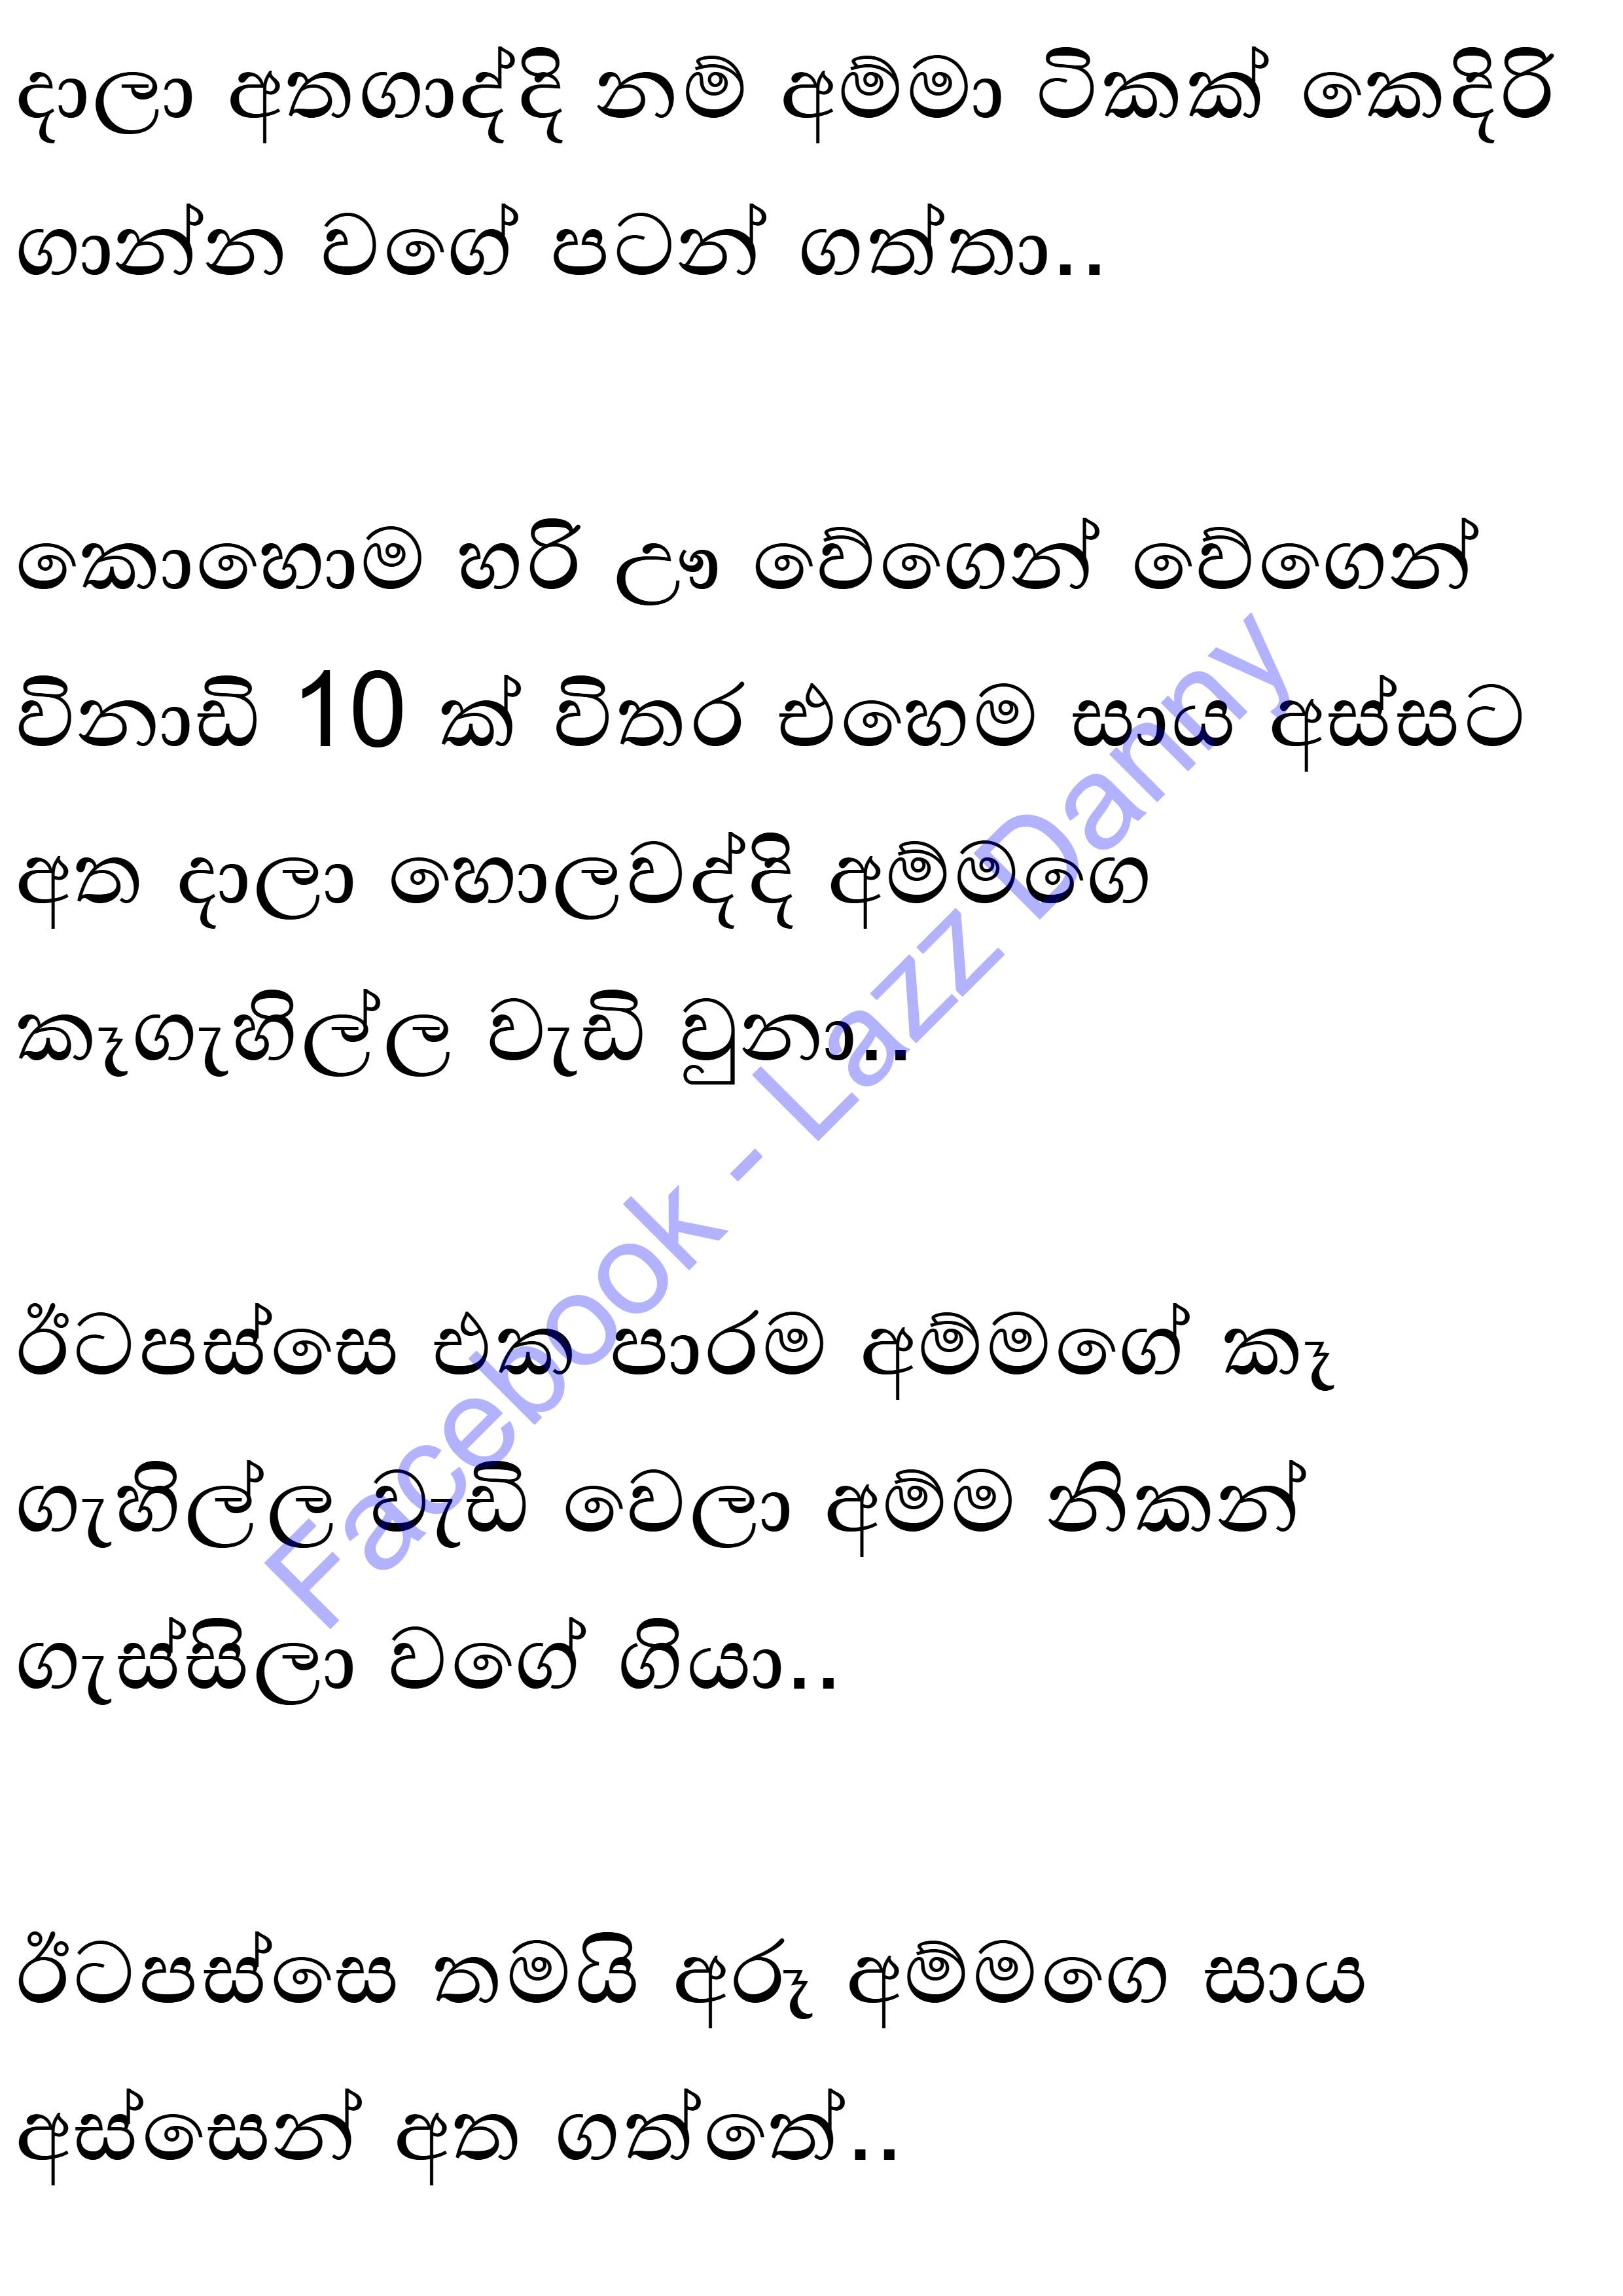 දාලා අතගාද්දි නම් අම්මා ටිකක් කෙදිරි
ගාන්න වගේ පටන් ගත්තා..
කොහොම හරි ඌ වේගෙන් වේගෙන්
විනාඩි 10 ක් විතර එහෙම සාය අස්සට
අත දාලා හොලවද්දි අම්මගෙ
කෑගැහිල්ල වැඩි වුනා..
ඊටපස්සෙ එක පාරම අම්මගේ කෑ
ගැහිල්ල වැඩි වෙලා අම්ම නිකන්
ගැස්සිලා වගේ ගියා..
ඊටපස්සෙ තමයි අරූ අම්මගෙ සාය
අස්සෙන් අත ගත්තේ..
Facebook - Lazz Danny